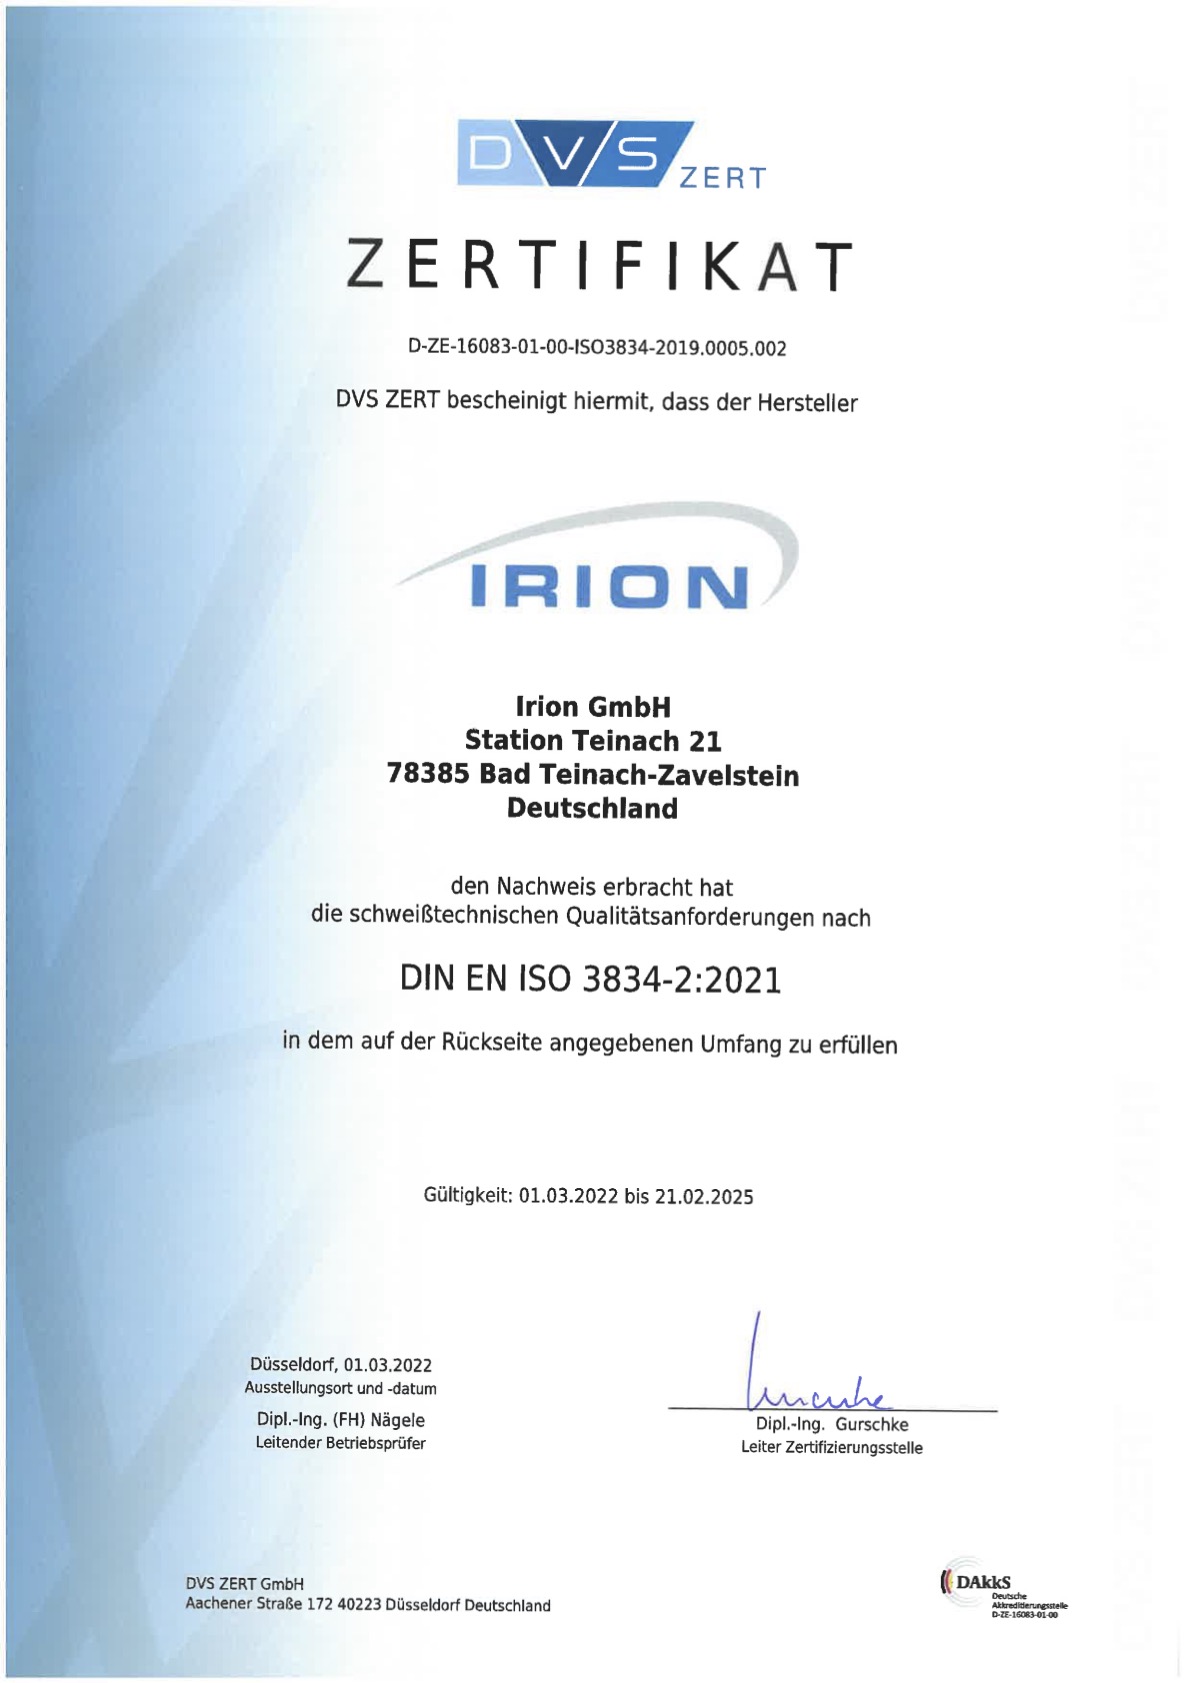 DVS ZERT
ZERTIFIKAT
D-ZE-16083-01-00-ISO3834-2019.0005.002
DVS ZERT bescheinigt hiermit, dass der Hersteller
IRION
Irion GmbH
Station Teinach 21
78385 Bad Teinach-Zavelstein
Deutschland
den Nachweis erbracht hat
die schweißtechnischen Qualitätsanforderungen nach
DIN EN ISO 3834-2:2021
in dem auf der Rückseite angegebenen Umfang zu erfüllen
Gültigkeit: 01.03.2022 bis 21.02.2025
Düsseldorf, 01.03.2022
Ausstellungsort und -datum
Dipl.-Ing. (FH) Nägele
Leitender Betriebsprüfer
Dipl.-Ing. Gurschke
Leiter Zertifizierungsstelle
DVS ZERT GmbH
Aachener Straße 172 40223 Düsseldorf Deutschland
DAkkS
Deutsche
Akkreditierungsstelle
D-ZE-16083-01-00